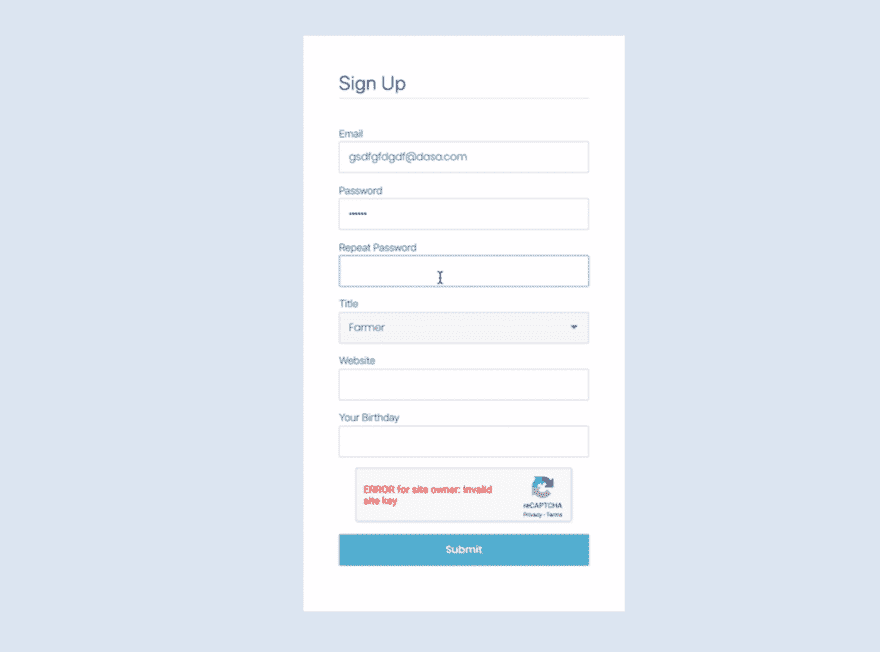 Sign Up
Email
gsdfgfdgdf@dasa.com
Password
••••••
Repeat Password
Title
Farmer
Website
Your Birthday
ERROR for site owner: Invalid
site key
reCAPTCHA
Privacy - Terms
Submit